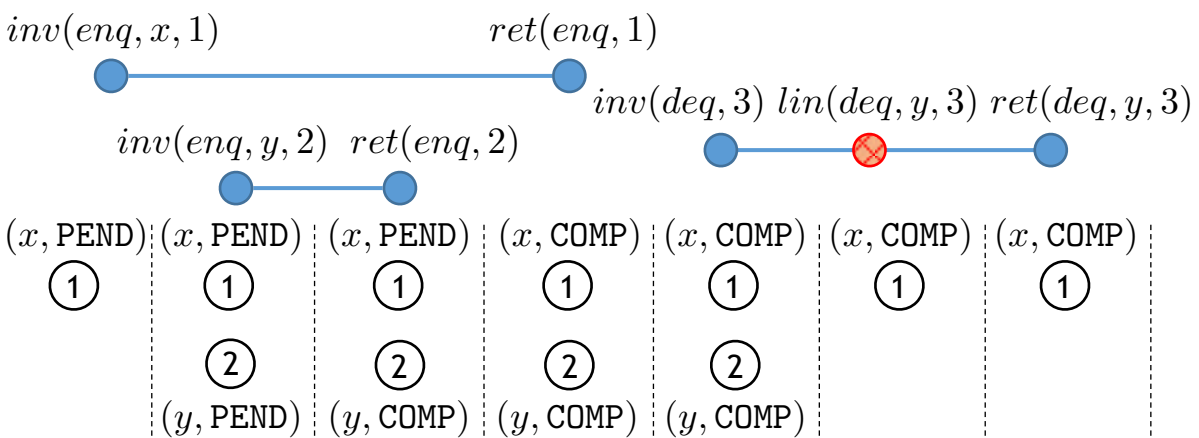 inv(enq, x, 1) ret(enq, 1)
inv(deq, 3) lin(deq, y, 3) ret(deq, y, 3)
inv(enq, y, 2) ret(enq, 2)
(x, PEND) (x, PEND) (x, PEND) (x, COMP) (x, COMP) (x, COMP) (x, COMP)
1 1 1 1 1 1 1
2 2 2 2
(y, PEND) (y, COMP) (y, COMP) (y, COMP)